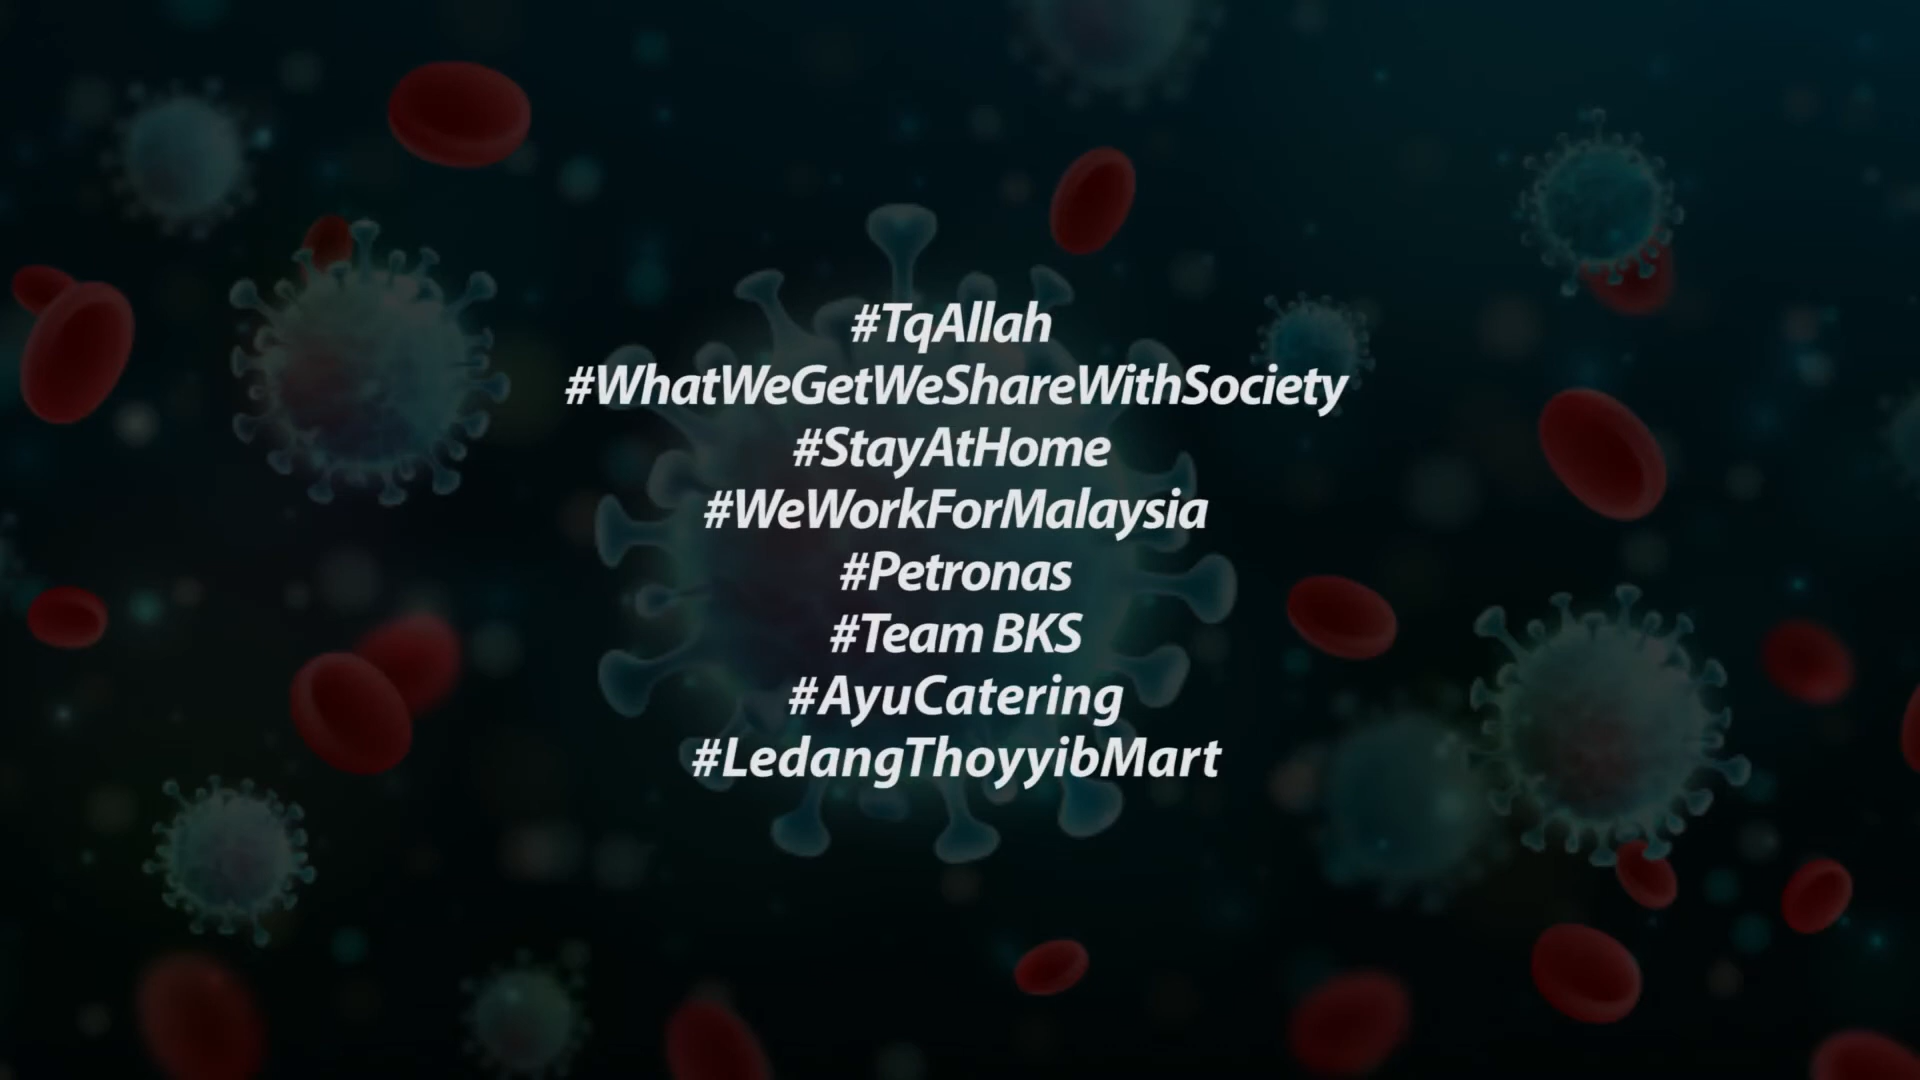 #TqAllah
#WhatWeGetWeShareWithSociety
#StayAtHome
#WeWorkForMalaysia
#Petronas
#Team BKS
#AyuCatering
#LedangThoyyibMart